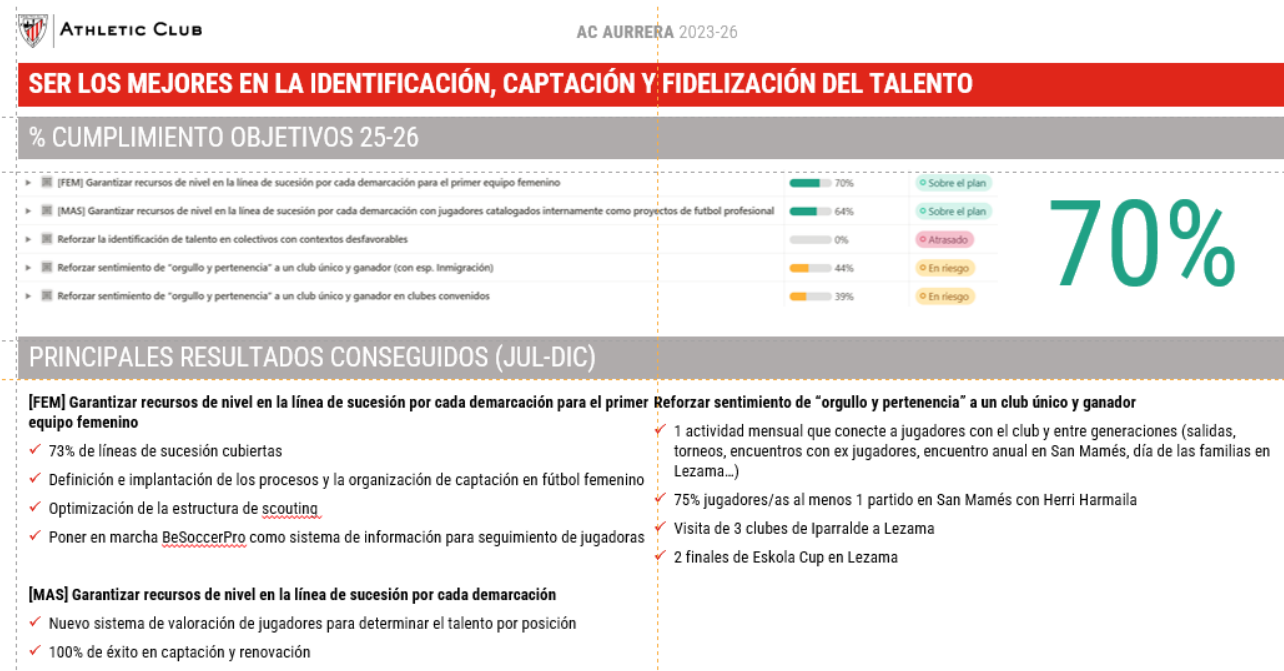 ATHLETIC CLUB
AC AURRERA 2023-26
SER LOS MEJORES EN LA IDENTIFICACIÓN, CAPTACIÓN Y FIDELIZACIÓN DEL TALENTO
% CUMPLIMIENTO OBJETIVOS 25-26
[FEM] Garantizar recursos de nivel en la línea de sucesión por cada demarcación para el primer equipo femenino 70% Sobre el plan
[MAS] Garantizar recursos de nivel en la línea de sucesión por cada demarcación con jugadores catalogados internamente como proyectos de futbol profesional 64% Sobre el plan
Reforzar la identificación de talento en colectivos con contextos desfavorables 0% Atrasado
Reforzar sentimiento de "orgullo y pertenencia" a un club único y ganador (con esp. Inmigración) 44% En riesgo
Reforzar sentimiento de "orgullo y pertenencia" a un club único y ganador en clubes convenidos 39% En riesgo
70%
PRINCIPALES RESULTADOS CONSEGUIDOS (JUL-DIC)
[FEM] Garantizar recursos de nivel en la línea de sucesión por cada demarcación para el primer
equipo femenino
73% de líneas de sucesión cubiertas
Definición e implantación de los procesos y la organización de captación en fútbol femenino
Optimización de la estructura de scouting
Poner en marcha BeSoccerPro como sistema de información para seguimiento de jugadoras
[MAS] Garantizar recursos de nivel en la línea de sucesión por cada demarcación
Nuevo sistema de valoración de jugadores para determinar el talento por posición
100% de éxito en captación y renovación
Reforzar sentimiento de “orgullo y pertenencia” a un club único y ganador
1 actividad mensual que conecte a jugadores con el club y entre generaciones (salidas,
torneos, encuentros con ex jugadores, encuentro anual en San Mamés, día de las familias en
Lezama…)
75% jugadores/as al menos 1 partido en San Mamés con Herri Harmaila
Visita de 3 clubes de Iparralde a Lezama
2 finales de Eskola Cup en Lezama